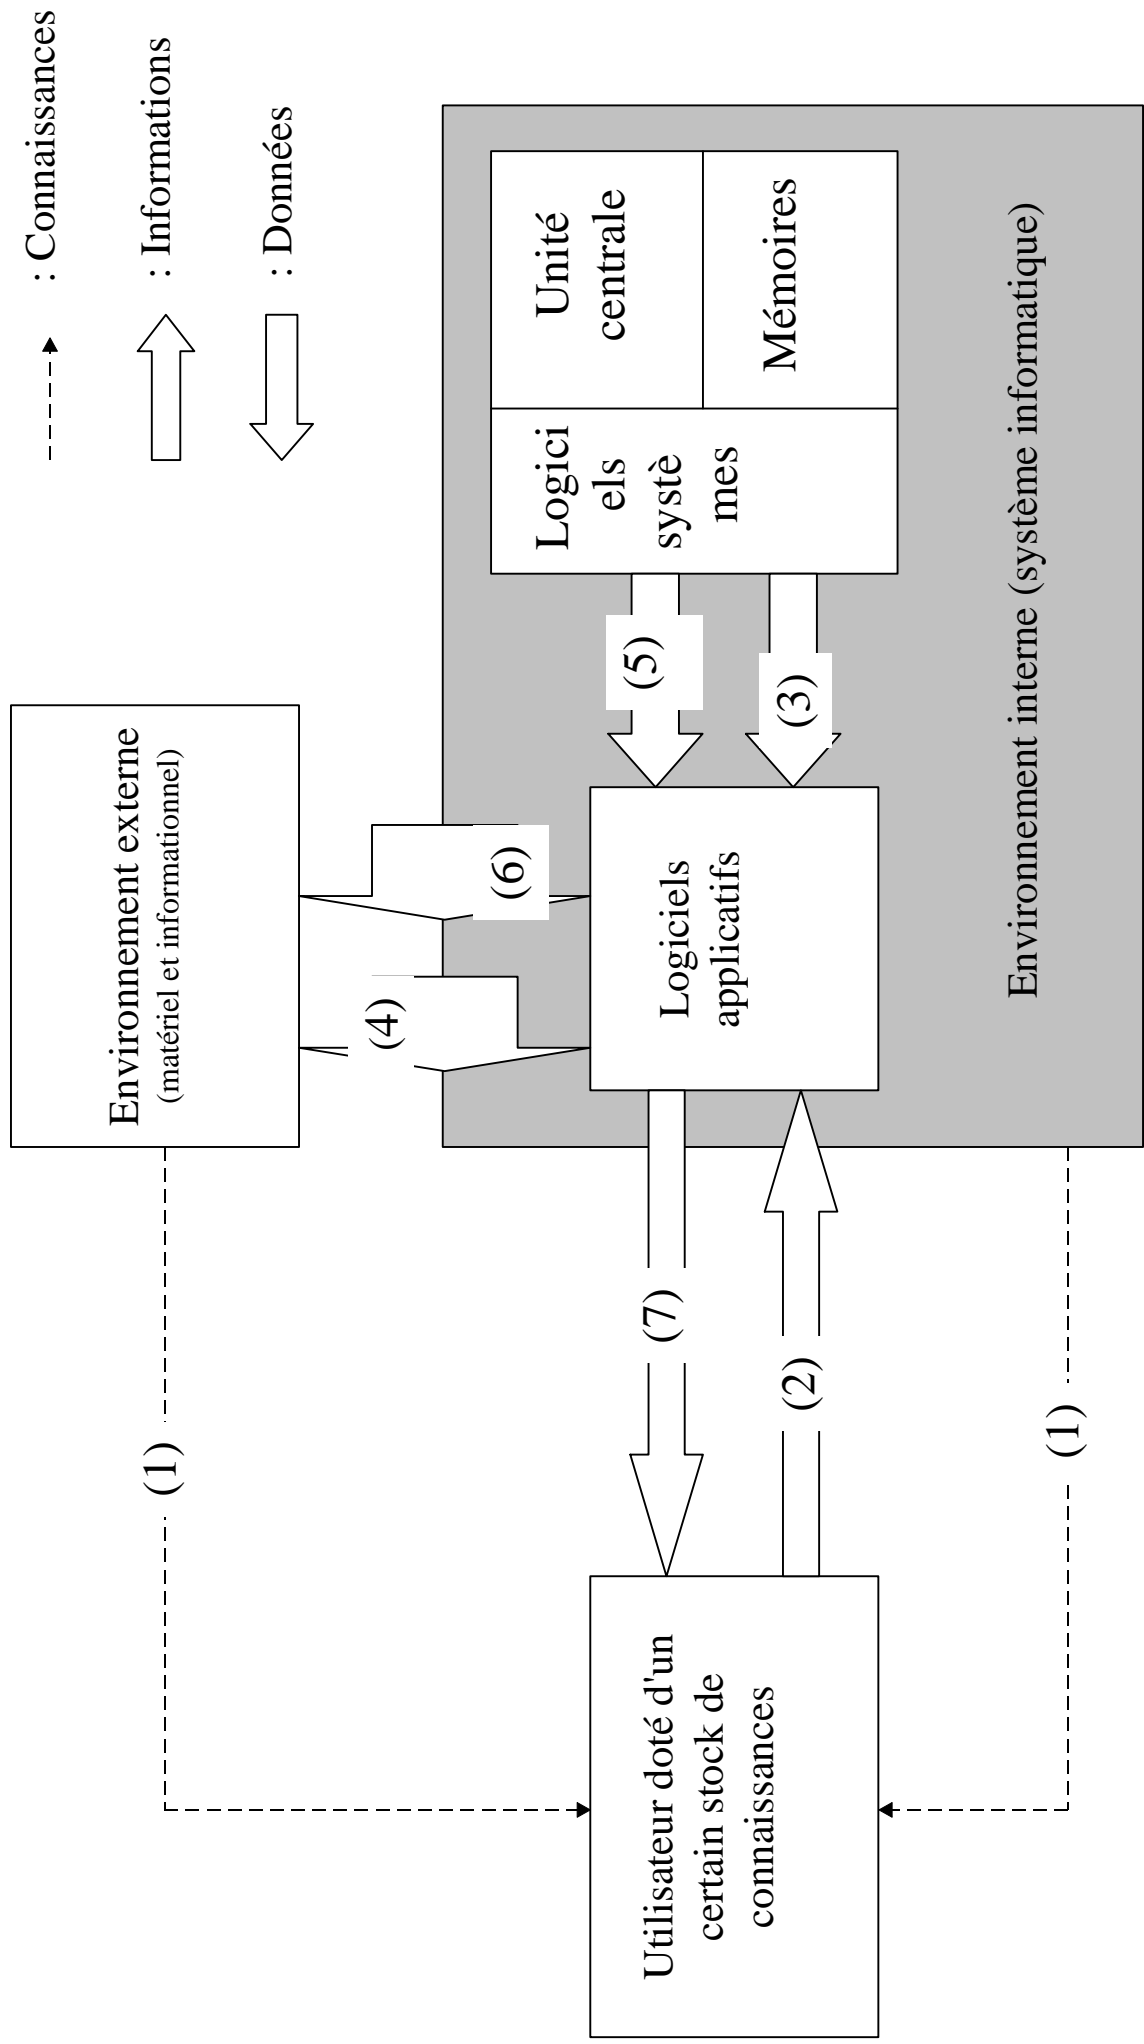 : Connaissances
: Informations
: Données
Environnement externe
(matériel et informationnel)
(1)
(4)
(6)
Utilisateur doté d'un
certain stock de
connaissances
(7)
(2)
Logiciels
applicatifs
(5)
(3)
Logici
els
systè
mes
Unité
centrale
Mémoires
Environnement interne (système informatique)
(1)